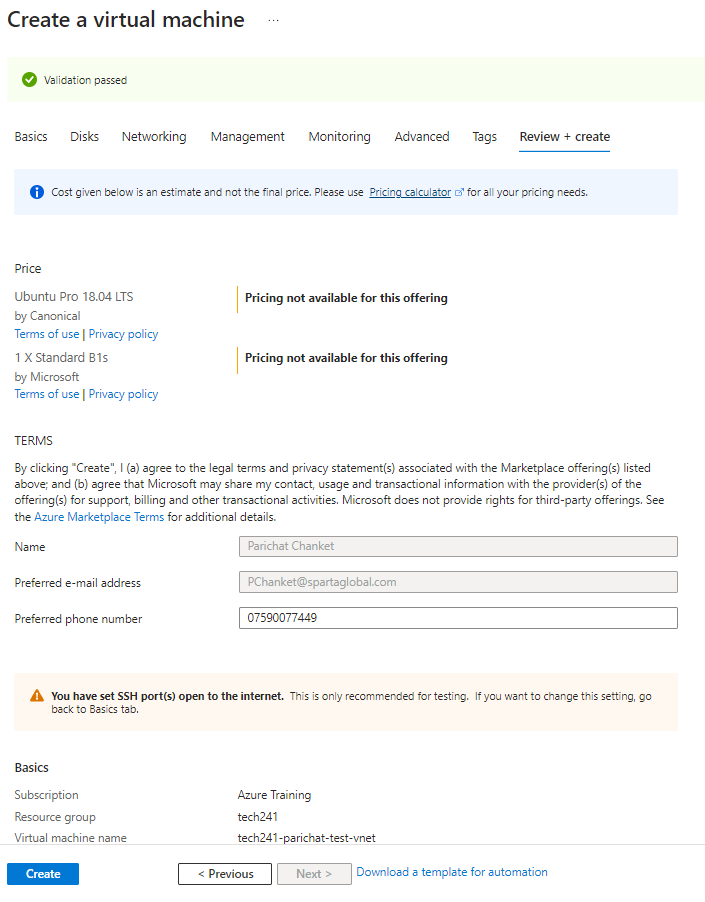 Create a virtual machine ...
Validation passed
Basics Disks Networking Management Monitoring Advanced Tags Review + create
Cost given below is an estimate and not the final price. Please use Pricing calculator for all your pricing needs.
Price
Ubuntu Pro 18.04 LTS
by Canonical
Terms of use | Privacy policy
Pricing not available for this offering
1 X Standard B1s
by Microsoft
Terms of use | Privacy policy
Pricing not available for this offering
TERMS
By clicking "Create", I (a) agree to the legal terms and privacy statement(s) associated with the Marketplace offering(s) listed
above; and (b) agree that Microsoft may share my contact, usage and transactional information with the provider(s) of the
offering(s) for support, billing and other transactional activities. Microsoft does not provide rights for third-party offerings. See
the Azure Marketplace Terms for additional details.
Name Parichat Chanket
Preferred e-mail address PChanket@spartaglobal.com
Preferred phone number 07590077449
You have set SSH port(s) open to the internet. This is only recommended for testing. If you want to change this setting, go
back to Basics tab.
Basics
Subscription Azure Training
Resource group tech241
Virtual machine name tech241-parichat-test-vnet
Create < Previous Next > Download a template for automation